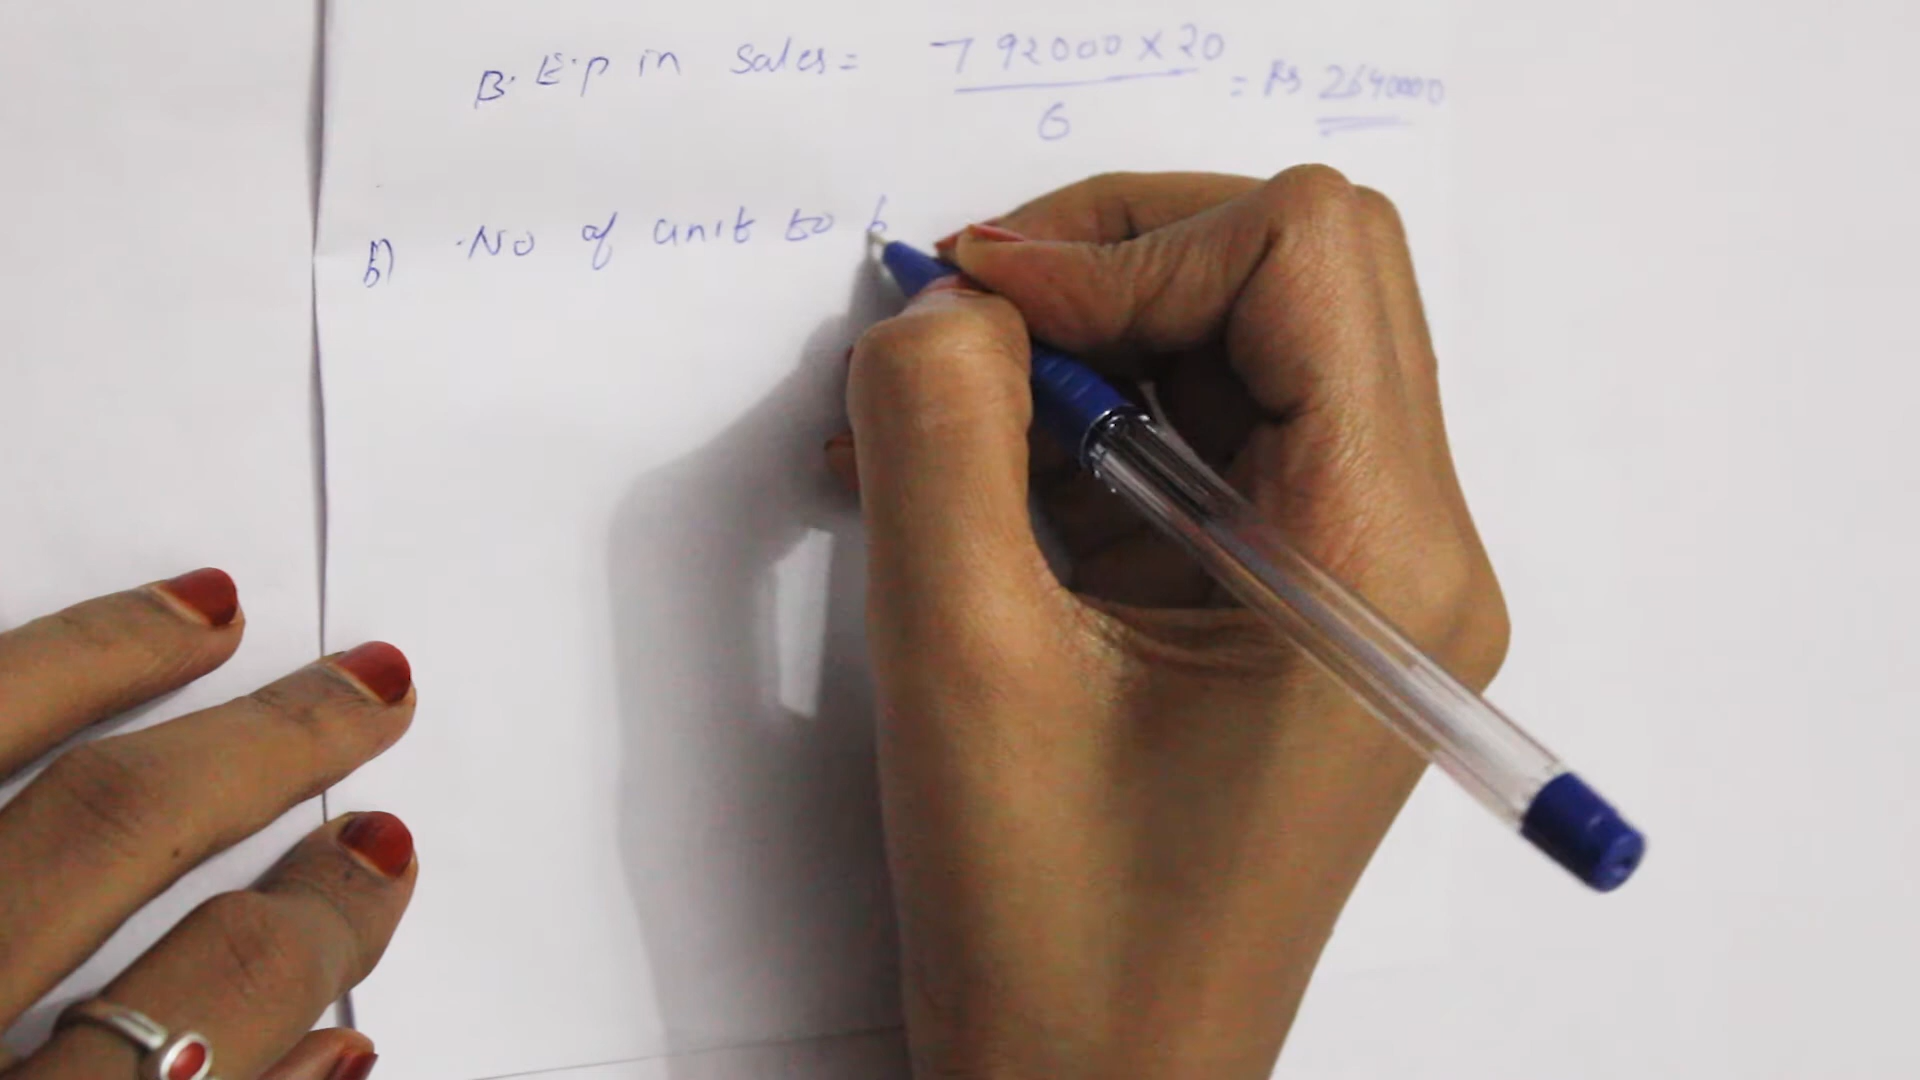 B.E.P in Sales = 792000 × 20 / 6 = Rs 2640000
b) No of unit to b